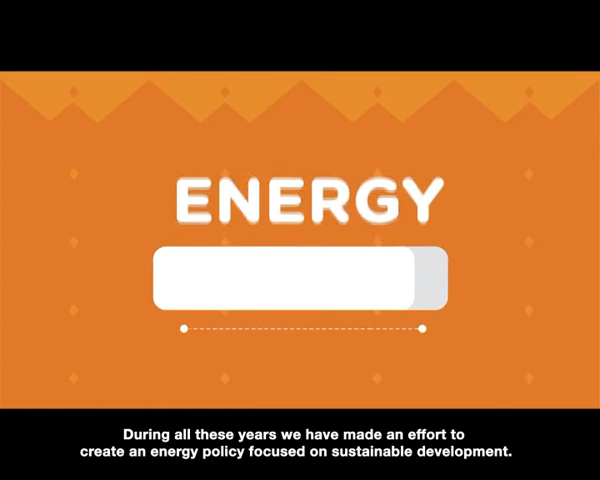 ENERGY
During all these years we have made an effort to
create an energy policy focused on sustainable development.